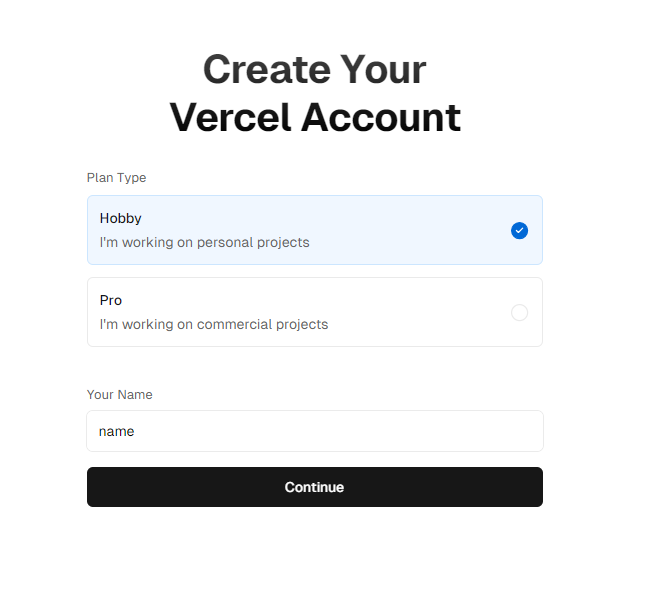 Create Your
Vercel Account
Plan Type
Hobby
I'm working on personal projects
Pro
I'm working on commercial projects
Your Name
name
Continue